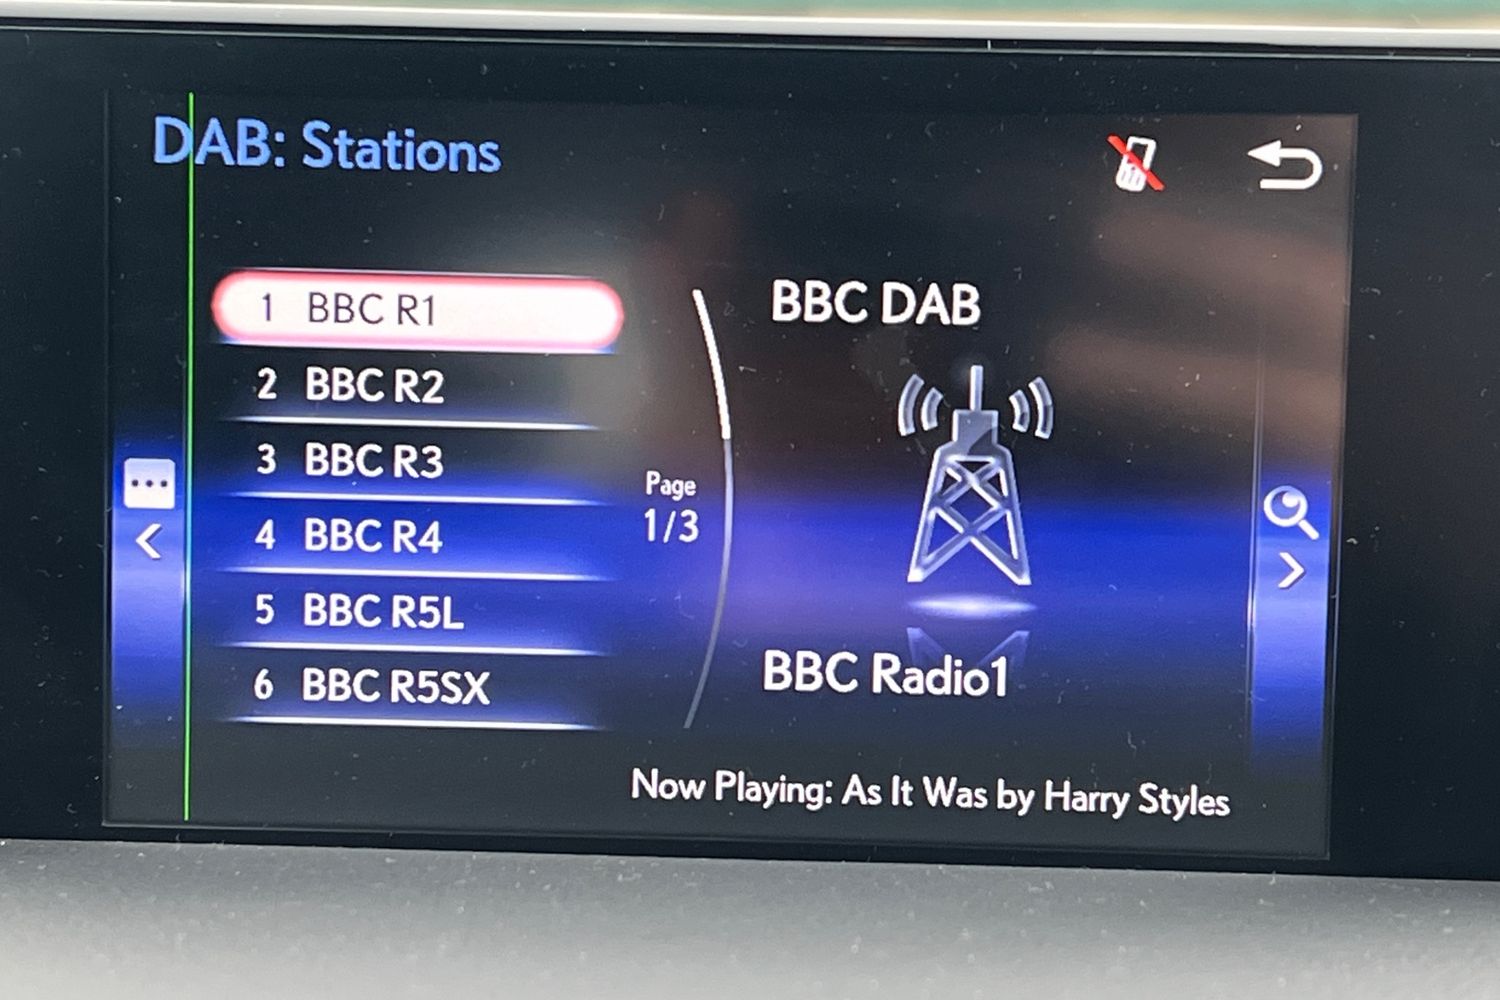 DAB: Stations
1 BBC R1
2 BBC R2
3 BBC R3
4 BBC R4
5 BBC R5L
6 BBC R5SX
Page
1/3
BBC DAB
BBC Radio1
Now Playing: As It Was by Harry Styles